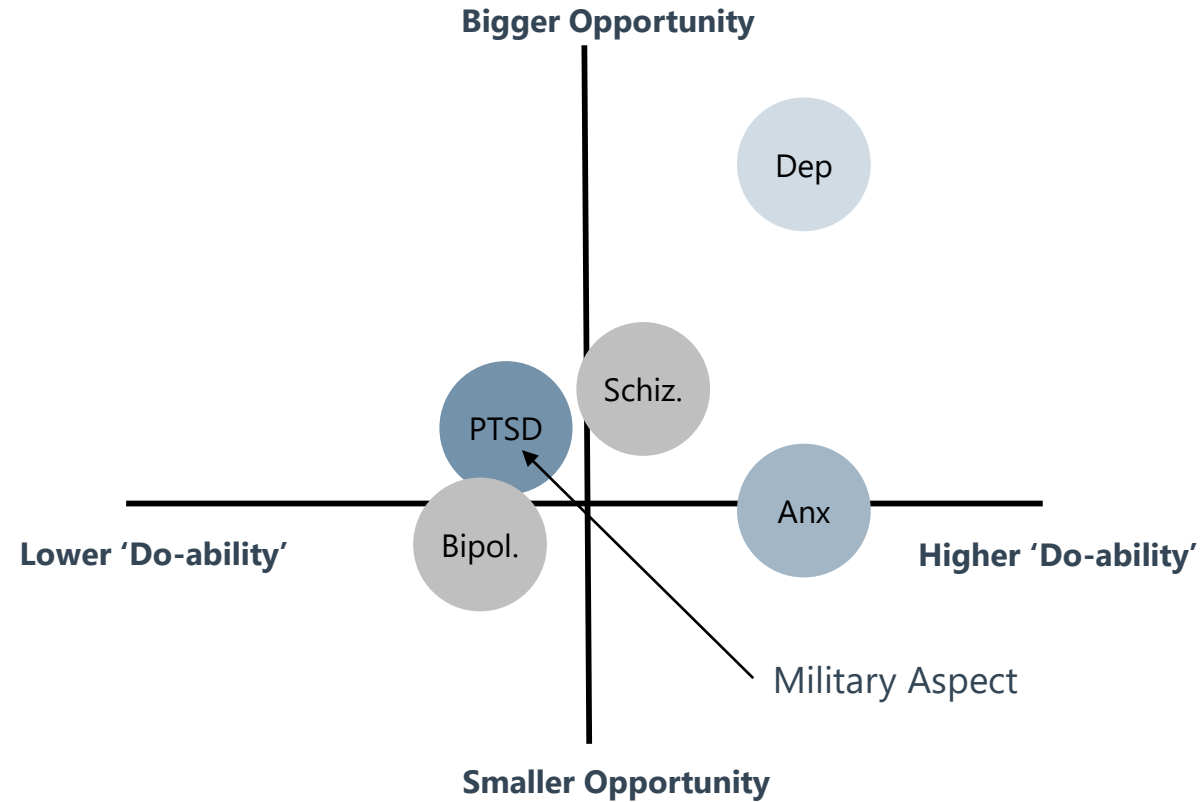 Bigger Opportunity
Dep
Schiz.
PTSD
Anx
Bipol.
Lower ‘Do-ability’
Higher ‘Do-ability’
Military Aspect
Smaller Opportunity